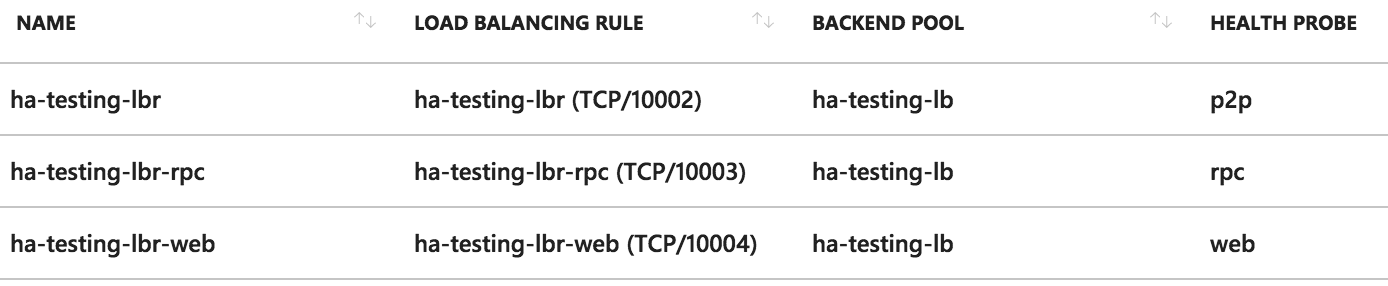 NAME LOAD BALANCING RULE BACKEND POOL HEALTH PROBE
ha-testing-lbr ha-testing-lbr (TCP/10002) ha-testing-lb p2p
ha-testing-lbr-rpc ha-testing-lbr-rpc (TCP/10003) ha-testing-lb rpc
ha-testing-lbr-web ha-testing-lbr-web (TCP/10004) ha-testing-lb web